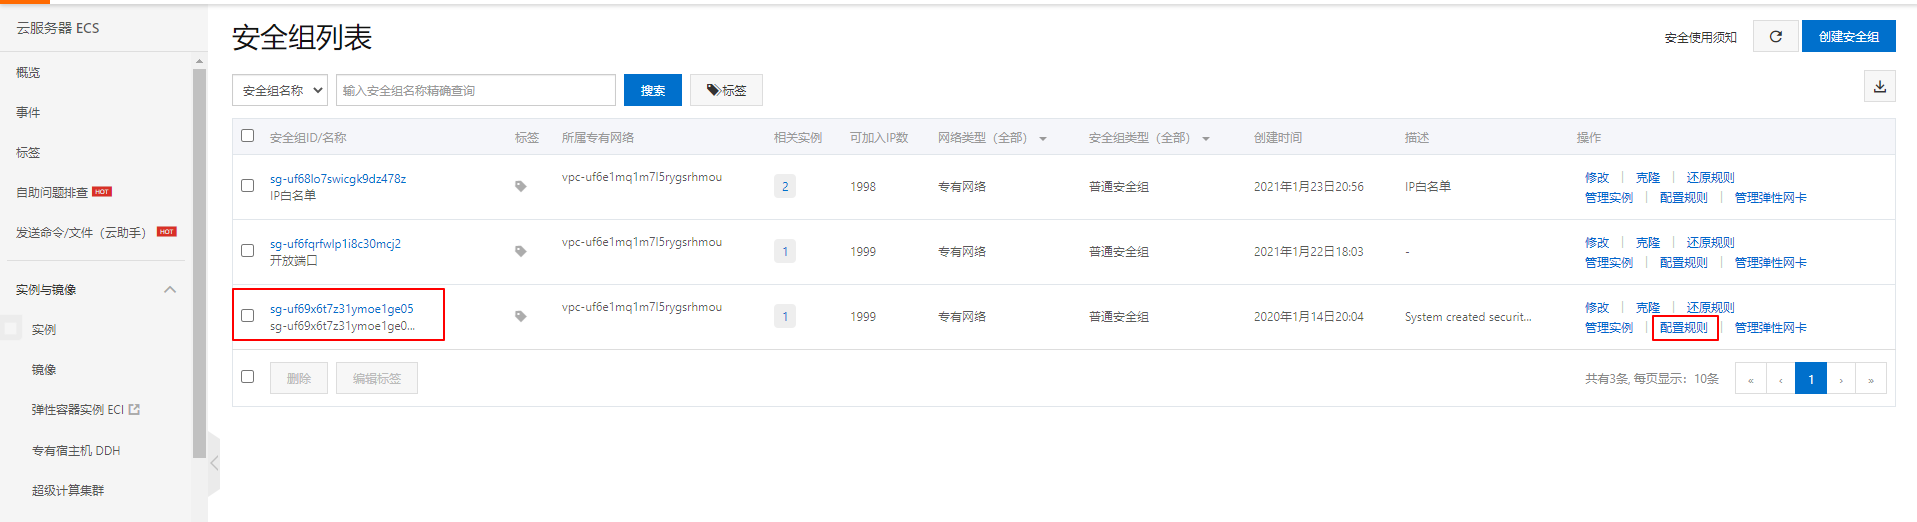 云服务器 ECS
概览
事件
标签
自助问题排查 HOT
发送命令/文件（云助手） HOT
实例与镜像
实例
镜像
弹性容器实例 ECI
专有宿主机 DDH
超级计算集群
安全组列表
安全使用须知
创建安全组
安全组名称 输入安全组名称精确查询 搜索 标签
安全组ID/名称 标签 所属专有网络 相关实例 可加入IP数 网络类型（全部） 安全组类型（全部） 创建时间 描述 操作
sg-uf68lo7swicgk9dz478z vpc-uf6e1mq1m7l5rygsrhmou 2 1998 专有网络 普通安全组 2021年1月23日20:56 IP白名单 修改 克隆 还原规则
IP白名单 管理实例 配置规则 管理弹性网卡
sg-uf6fqrfwlp1i8c30mcj2 vpc-uf6e1mq1m7l5rygsrhmou 1 1999 专有网络 普通安全组 2021年1月22日18:03 - 修改 克隆 还原规则
开放端口 管理实例 配置规则 管理弹性网卡
sg-uf69x6t7z31ymoe1ge05 vpc-uf6e1mq1m7l5rygsrhmou 1 1999 专有网络 普通安全组 2020年1月14日20:04 System created securit... 修改 克隆 还原规则
sg-uf69x6t7z31ymoe1ge0... 管理实例 配置规则 管理弹性网卡
删除 编辑标签 共有3条, 每页显示：10条 « ‹ 1 › »